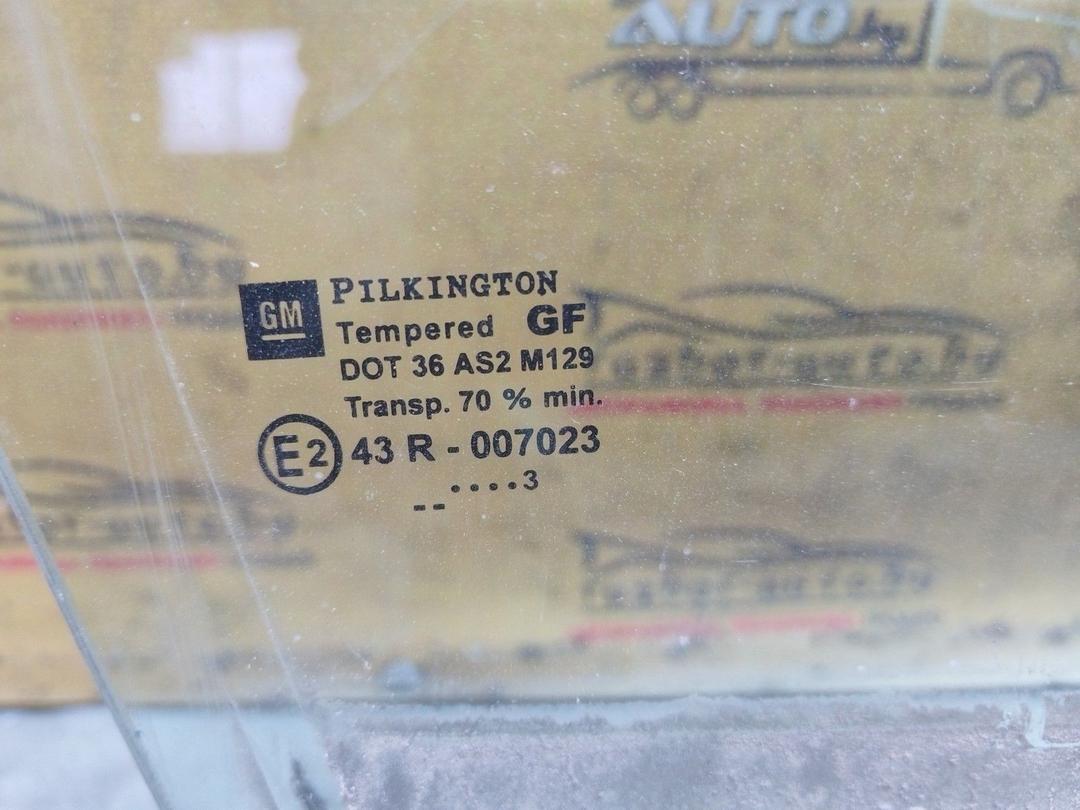 AUTO
GM
PILKINGTON
Tempered GF
DOT 36 AS2 M129
Transp. 70 % min.
E2 43 R - 007023
--····3